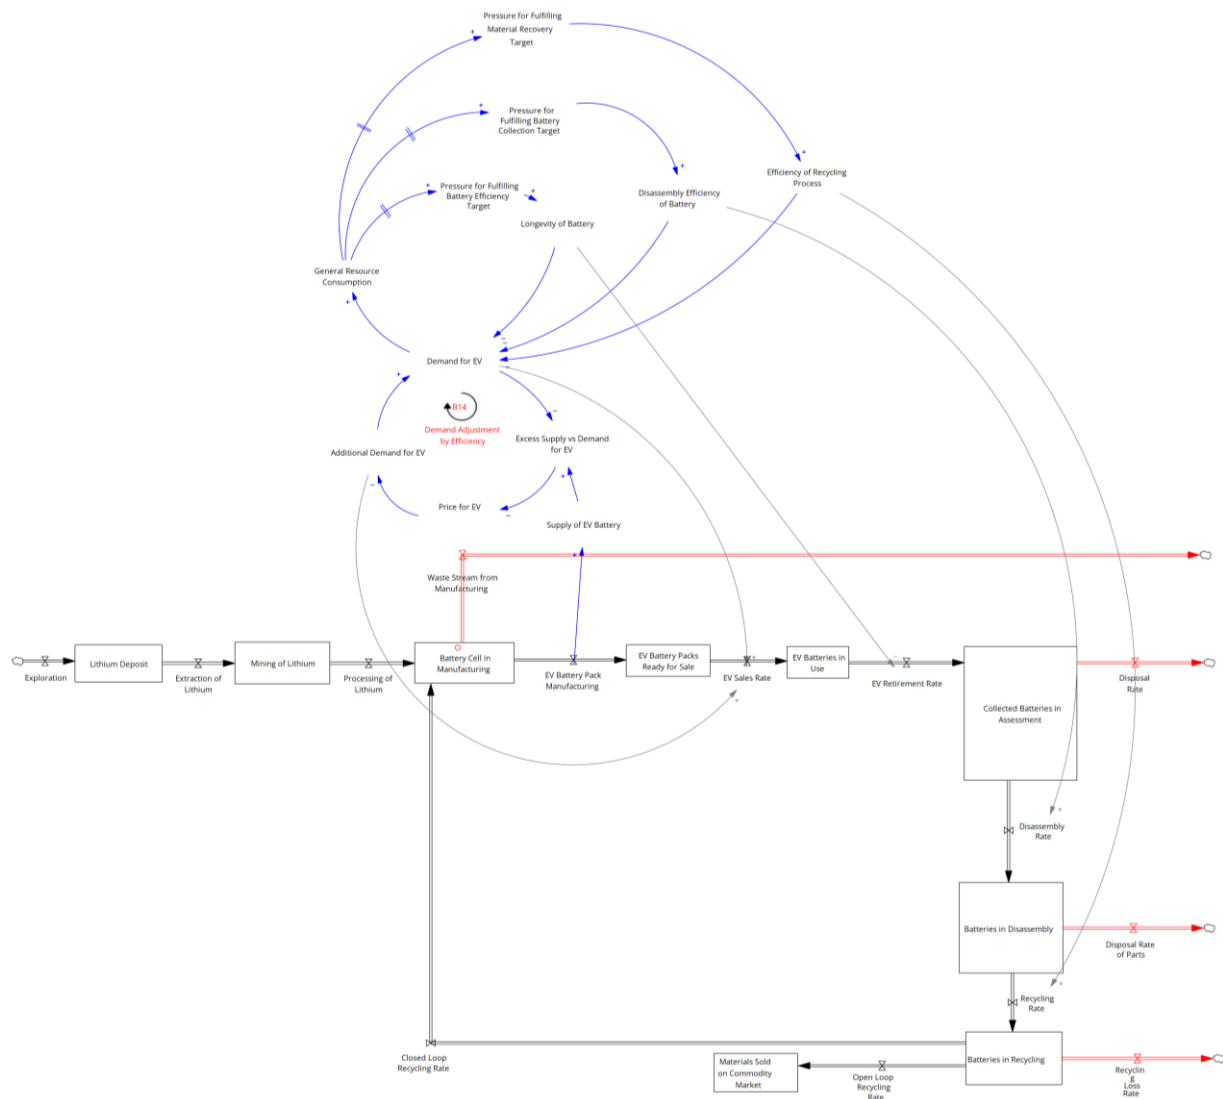 Pressure for Fulfilling
Material Recovery
Target
Pressure for
Fulfilling Battery
Collection Target
Efficiency of Recycling
Process
Pressure for Fulfilling
Battery Efficiency
Target
Disassembly Efficiency
of Battery
Longevity of Battery
General Resource
Consumption
Demand for EV
B14
Demand Adjustment
by Efficiency
Excess Supply vs Demand
for EV
Additional Demand for EV
Price for EV
Supply of EV Battery
Waste Stream from
Manufacturing
Exploration
Lithium Deposit
Extraction of
Lithium
Mining of Lithium
Processing of
Lithium
Battery Cell in
Manufacturing
EV Battery Pack
Manufacturing
EV Battery Packs
Ready for Sale
EV Sales Rate
EV Batteries in
Use
EV Retirement Rate
Collected Batteries in
Assessment
Disposal
Rate
Disassembly
Rate
Batteries in Disassembly
Disposal Rate
of Parts
Recycling
Rate
Batteries in Recycling
Closed Loop
Recycling Rate
Materials Sold
on Commodity
Market
Open Loop
Recycling
Rate
Recyclin
g
Loss
Rate